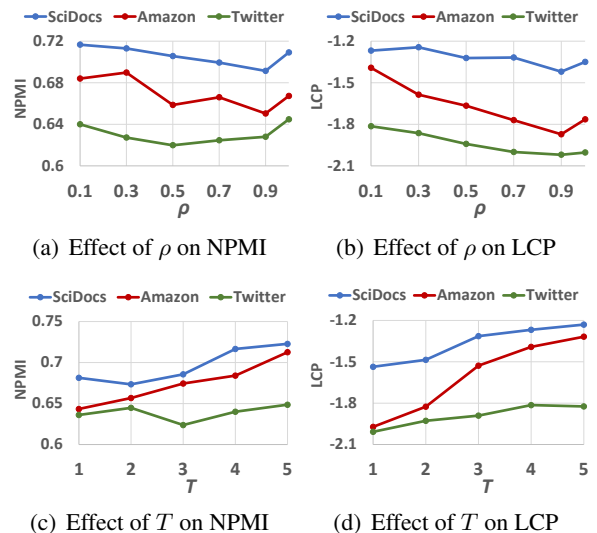 SciDocs Amazon Twitter
0.72
0.68
0.64
0.6
NPMI
0.1 0.3 0.5 0.7 0.9
ρ
(a) Effect of ρ on NPMI
SciDocs Amazon Twitter
-1.2
-1.5
-1.8
-2.1
LCP
0.1 0.3 0.5 0.7 0.9
ρ
(b) Effect of ρ on LCP
SciDocs Amazon Twitter
0.75
0.7
0.65
0.6
NPMI
1 2 3 4 5
T
(c) Effect of T on NPMI
SciDocs Amazon Twitter
-1.2
-1.5
-1.8
-2.1
LCP
1 2 3 4 5
T
(d) Effect of T on LCP